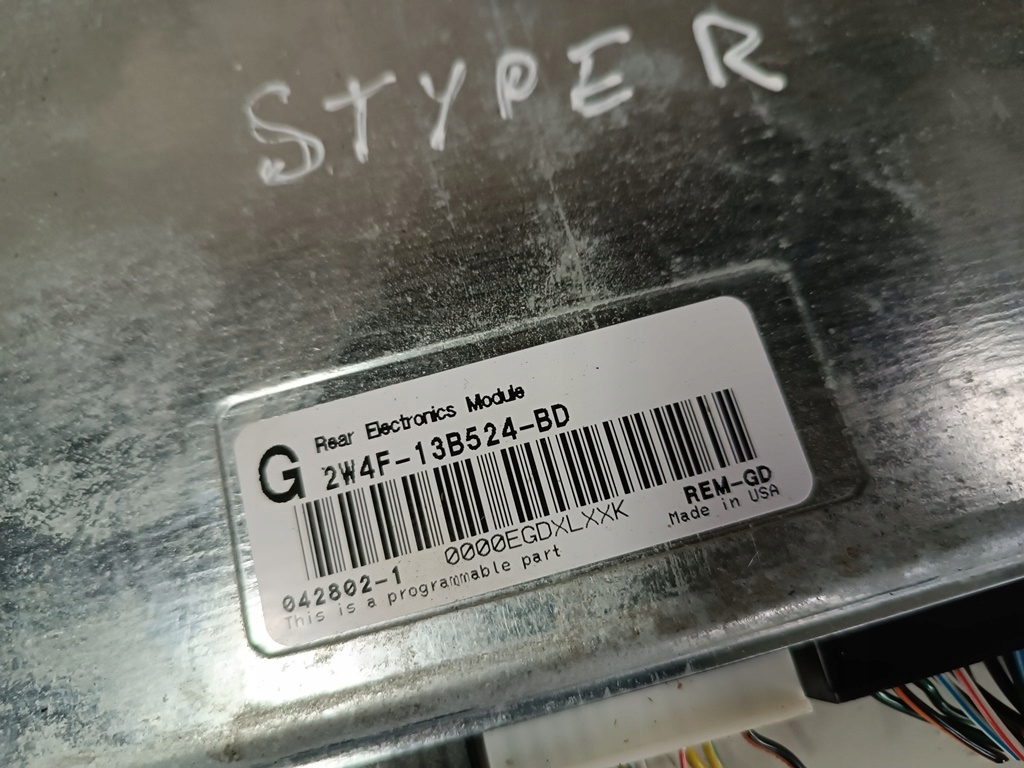 STYPER
G
Rear Electronics Module
2W4F-13B524-BD
0000EGDXLXXK
REM-GD
Made in USA
042802-1
This is a programmable part